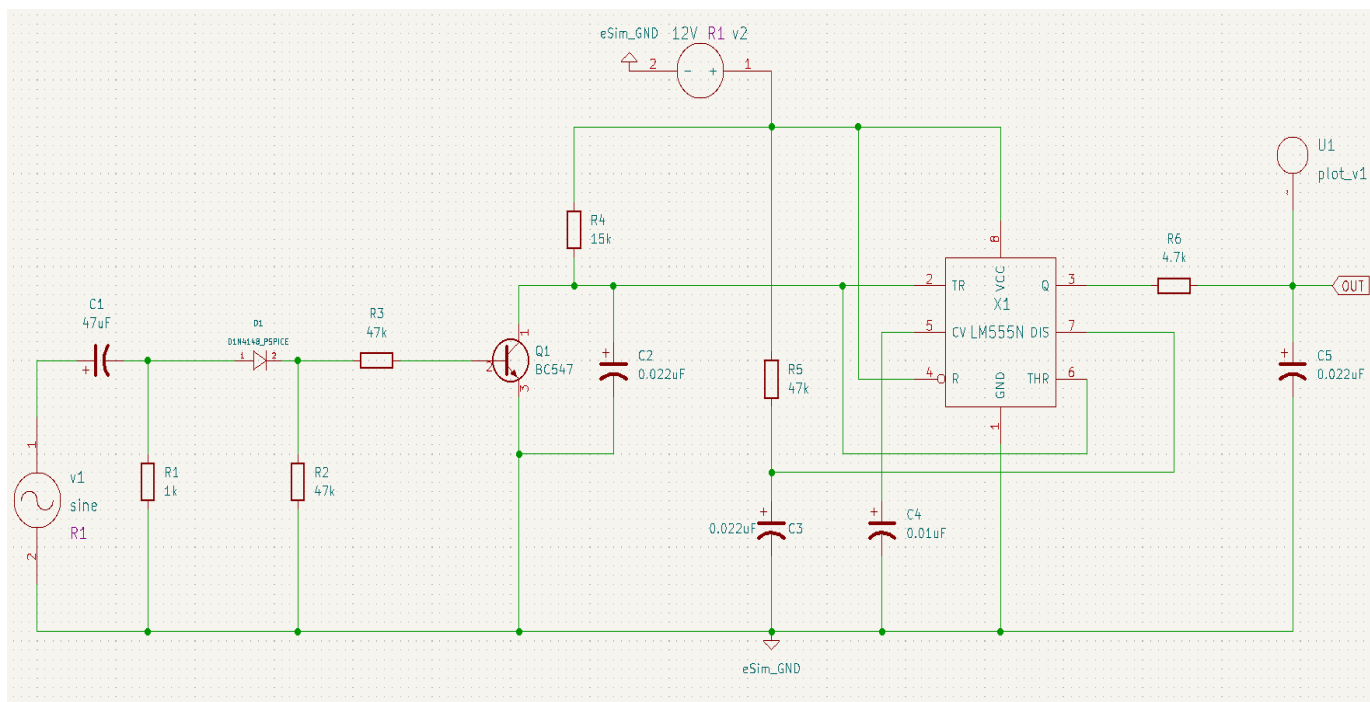 eSim_GND 12V R1 v2
2 - + 1
U1
plot_v1
R4
15k
8
R6
4.7k
2 TR VCC Q 3
X1
OUT
C1
47uF
+
D1
D1N4148_PSPICE
1 2
R3
47k
1
2
3
Q1
BC547
+
C2
0.022uF
5 CV LM555N DIS 7
R5
47k
4 R GND THR 6
1
+
C5
0.022uF
1
v1
sine
R1
2
R1
1k
R2
47k
+
0.022uF C3
+
C4
0.01uF
eSim_GND